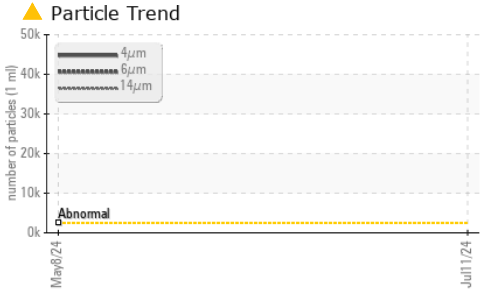 Particle Trend
50k
40k
30k
20k
10k
0k
number of particles (1 ml)
4µm
6µm
14µm
Abnormal
May8/24
Jul11/24